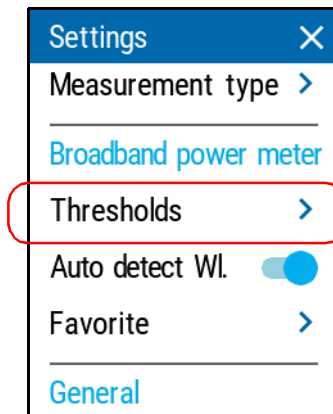 Settings
Measurement type
Broadband power meter
Thresholds
Auto detect Wl.
Favorite
General